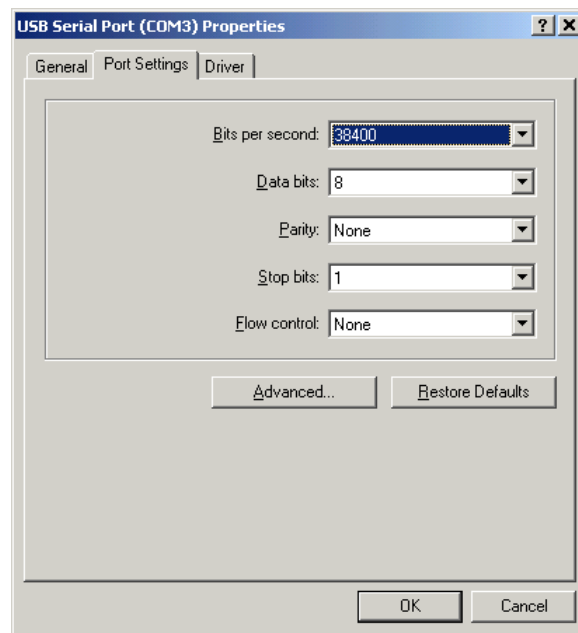 USB Serial Port (COM3) Properties
General Port Settings Driver
Bits per second: 38400
Data bits: 8
Parity: None
Stop bits: 1
Flow control: None
Advanced... Restore Defaults
OK Cancel